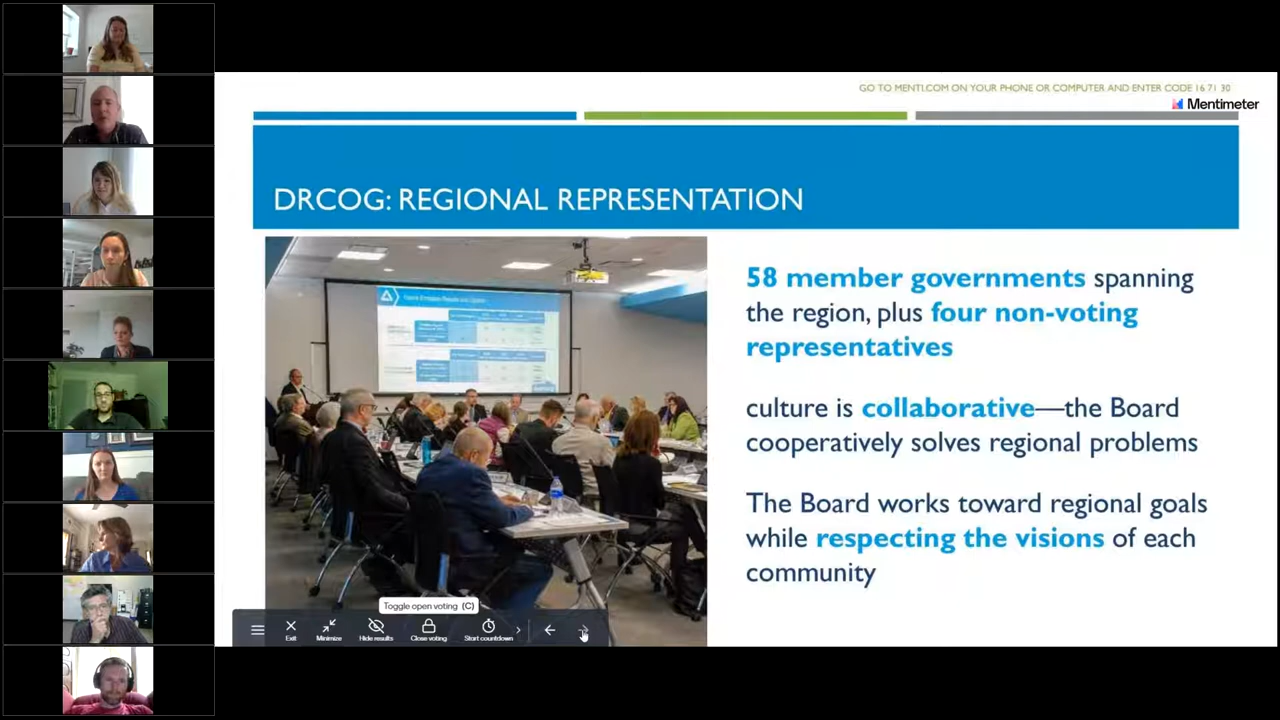 GO TO MENTI.COM ON YOUR PHONE OR COMPUTER AND ENTER CODE 16 71 30
Mentimeter
DRCOG: REGIONAL REPRESENTATION
58 member governments spanning
the region, plus four non-voting
representatives
culture is collaborative—the Board
cooperatively solves regional problems
The Board works toward regional goals
while respecting the visions of each
community
Toggle open voting (C)
Exit
Minimize
Hide results
Close voting
Start countdown